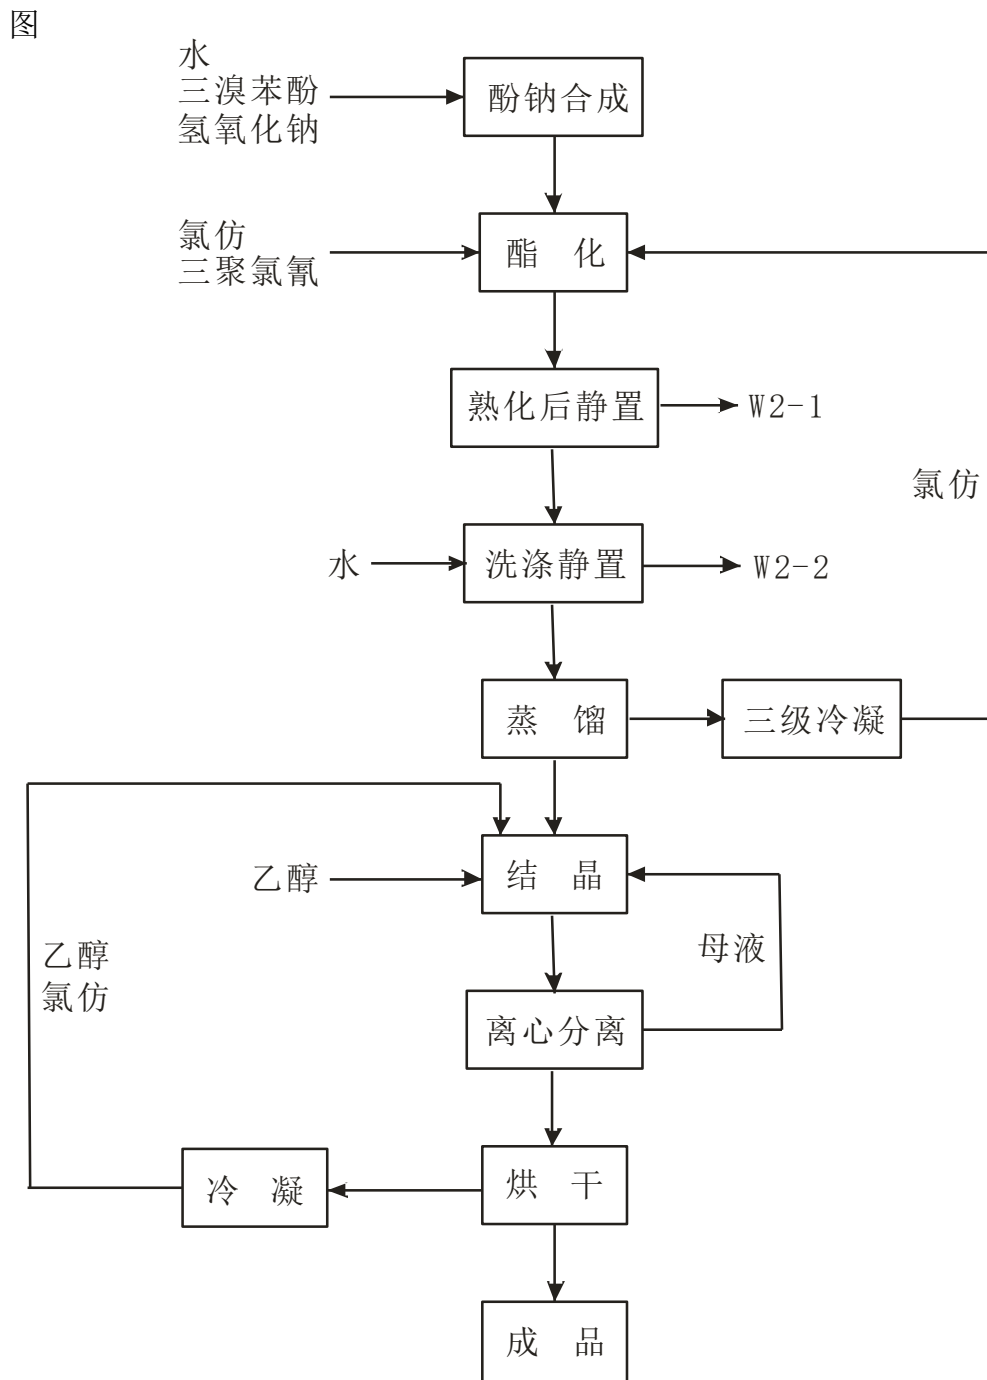 图
水
三溴苯酚
氢氧化钠
酚钠合成
氯仿
三聚氯氰
酯 化
熟化后静置
W2-1
氯仿
水
洗涤静置
W2-2
蒸 馏
三级冷凝
乙醇
结 晶
乙醇
氯仿
母液
离心分离
冷 凝
烘 干
成 品